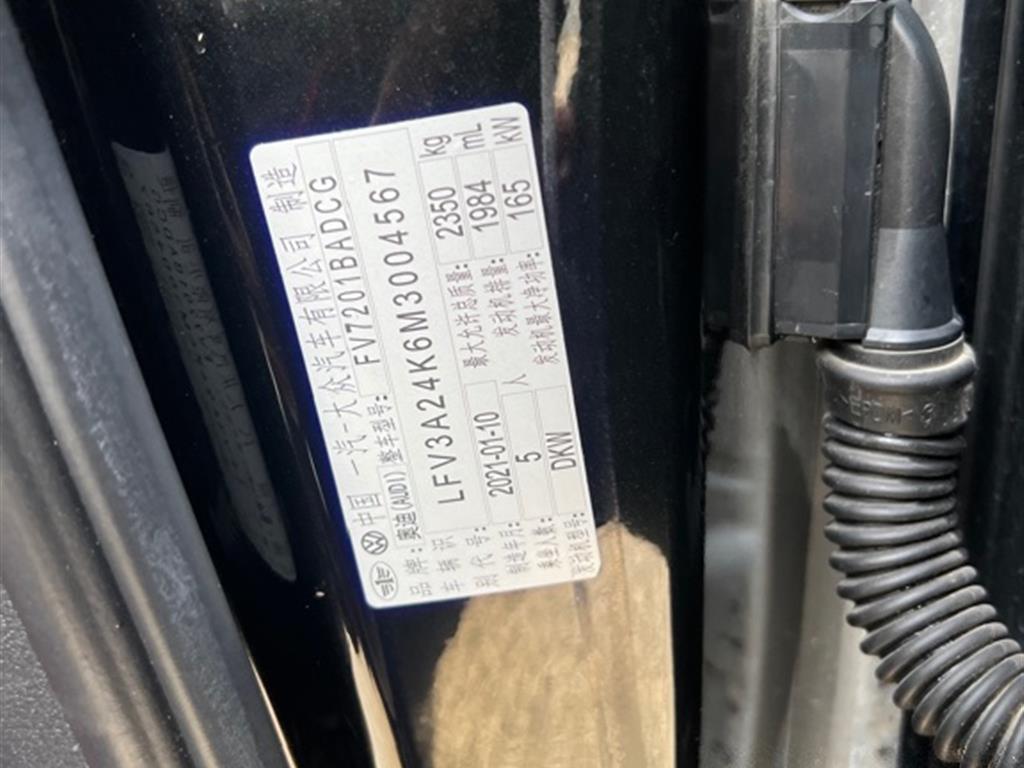 中国 一汽-大众汽车有限公司 制造
品牌: 奥迪(AUDI) 整车型号: FV7201BADCG
车辆识别代号: LFV3A24K6M3004567
制造年月: 2021-01-10 最大允许总质量: 2350 kg
乘坐人数: 5 人 发动机排量: 1984 mL
发动机型号: DKW 发动机最大净功率: 165 kW